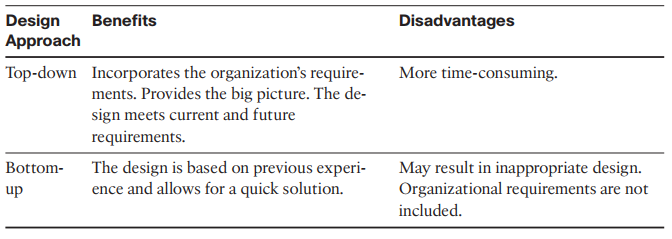 Design Approach Benefits Disadvantages
Top-down Incorporates the organization's require-
ments. Provides the big picture. The de-
sign meets current and future
requirements. More time-consuming.
Bottom-
up The design is based on previous experi-
ence and allows for a quick solution. May result in inappropriate design.
Organizational requirements are not
included.